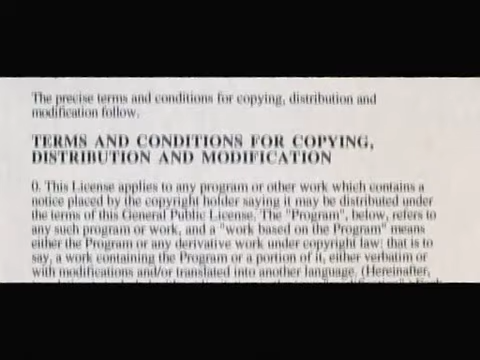 The precise terms and conditions for copying, distribution and
modification follow.
TERMS AND CONDITIONS FOR COPYING,
DISTRIBUTION AND MODIFICATION
0. This License applies to any program or other work which contains a
notice placed by the copyright holder saying it may be distributed under
the terms of this General Public License. The "Program", below, refers to
any such program or work, and a "work based on the Program" means
either the Program or any derivative work under copyright law: that is to
say, a work containing the Program or a portion of it, either verbatim or
with modifications and/or translated into another language. (Hereinafter,